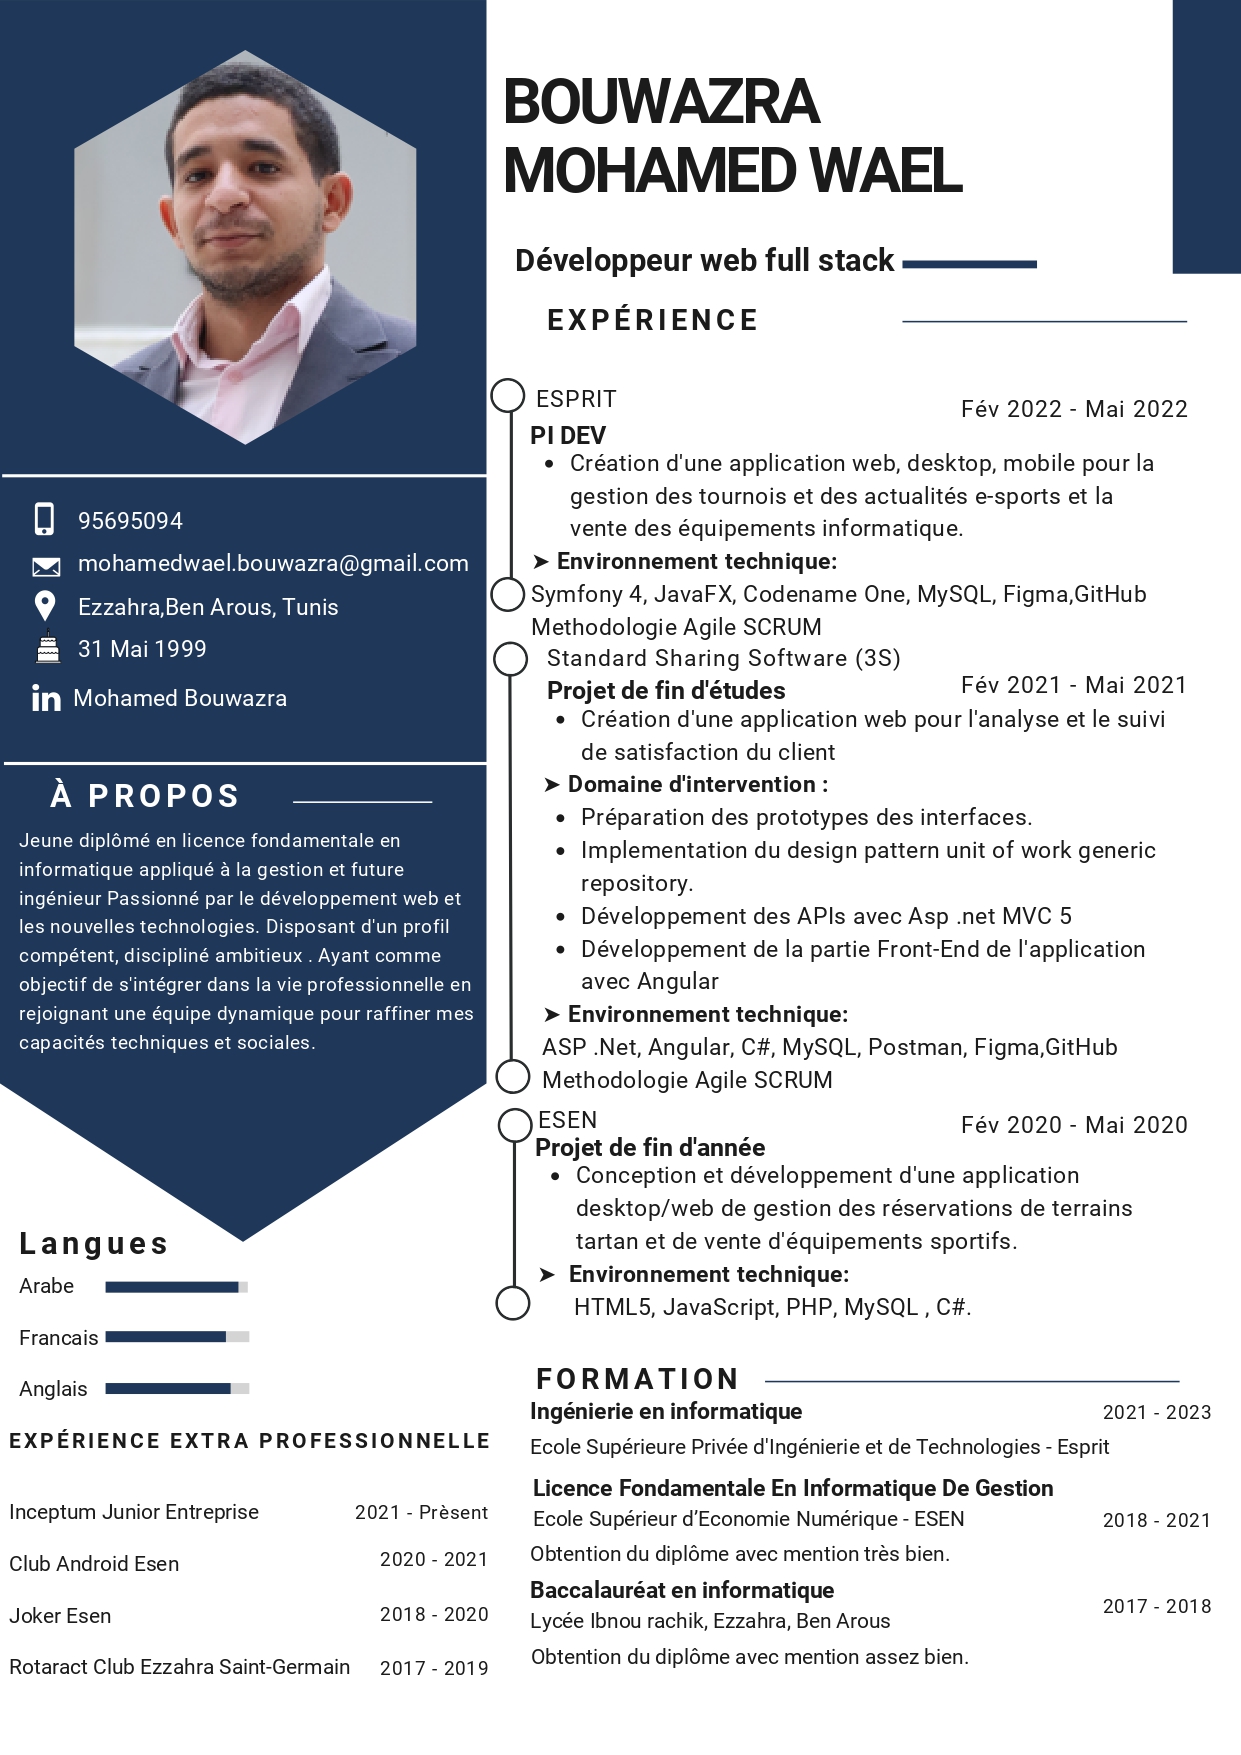 BOUWAZRA
MOHAMED WAEL
Développeur web full stack
95695094
mohamedwael.bouwazra@gmail.com
Ezzahra,Ben Arous, Tunis
31 Mai 1999
in Mohamed Bouwazra
À PROPOS
Jeune diplômé en licence fondamentale en
informatique appliqué à la gestion et future
ingénieur Passionné par le développement web et
les nouvelles technologies. Disposant d'un profil
compétent, discipliné ambitieux . Ayant comme
objectif de s'intégrer dans la vie professionnelle en
rejoignant une équipe dynamique pour raffiner mes
capacités techniques et sociales.
Langues
Arabe
Francais
Anglais
EXPÉRIENCE EXTRA PROFESSIONNELLE
Inceptum Junior Entreprise 2021 - Prèsent
Club Android Esen 2020 - 2021
Joker Esen 2018 - 2020
Rotaract Club Ezzahra Saint-Germain 2017 - 2019
EXPÉRIENCE
ESPRIT Fév 2022 - Mai 2022
PI DEV
• Création d'une application web, desktop, mobile pour la
gestion des tournois et des actualités e-sports et la
vente des équipements informatique.
➤ Environnement technique:
Symfony 4, JavaFX, Codename One, MySQL, Figma,GitHub
Methodologie Agile SCRUM
Standard Sharing Software (3S)
Projet de fin d'études Fév 2021 - Mai 2021
• Création d'une application web pour l'analyse et le suivi
de satisfaction du client
➤ Domaine d'intervention :
• Préparation des prototypes des interfaces.
• Implementation du design pattern unit of work generic
repository.
• Développement des APIs avec Asp .net MVC 5
• Développement de la partie Front-End de l'application
avec Angular
➤ Environnement technique:
ASP .Net, Angular, C#, MySQL, Postman, Figma,GitHub
Methodologie Agile SCRUM
ESEN Fév 2020 - Mai 2020
Projet de fin d'année
• Conception et développement d'une application
desktop/web de gestion des réservations de terrains
tartan et de vente d'équipements sportifs.
➤ Environnement technique:
HTML5, JavaScript, PHP, MySQL , C#.
FORMATION
Ingénierie en informatique 2021 - 2023
Ecole Supérieure Privée d'Ingénierie et de Technologies - Esprit
Licence Fondamentale En Informatique De Gestion
Ecole Supérieur d’Economie Numérique - ESEN 2018 - 2021
Obtention du diplôme avec mention très bien.
Baccalauréat en informatique
Lycée Ibnou rachik, Ezzahra, Ben Arous 2017 - 2018
Obtention du diplôme avec mention assez bien.